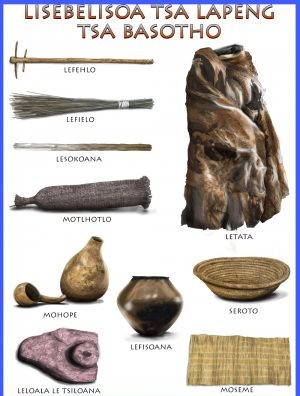 LISEBELISOA TSA LAPENG
TSA BASOTHO
LEFEHLO
LEFIELO
LESOKOANA
MOTLHOTLO
LETATA
MOHOPE
LEFISOANA
SEROTO
LELOALA LE TSILOANA
MOSEME